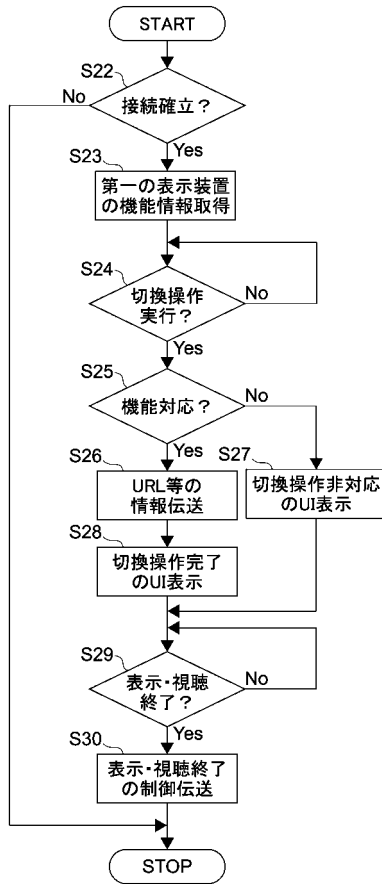 START
S22
No
接続確立？
Yes
S23
第一の表示装置
の機能情報取得
S24
切換操作
実行？
No
Yes
S25
機能対応？
No
Yes
S26
URL等の
情報伝送
S27
切換操作非対応
のUI表示
S28
切換操作完了
のUI表示
S29
表示・視聴
終了？
No
Yes
S30
表示・視聴終了
の制御伝送
STOP